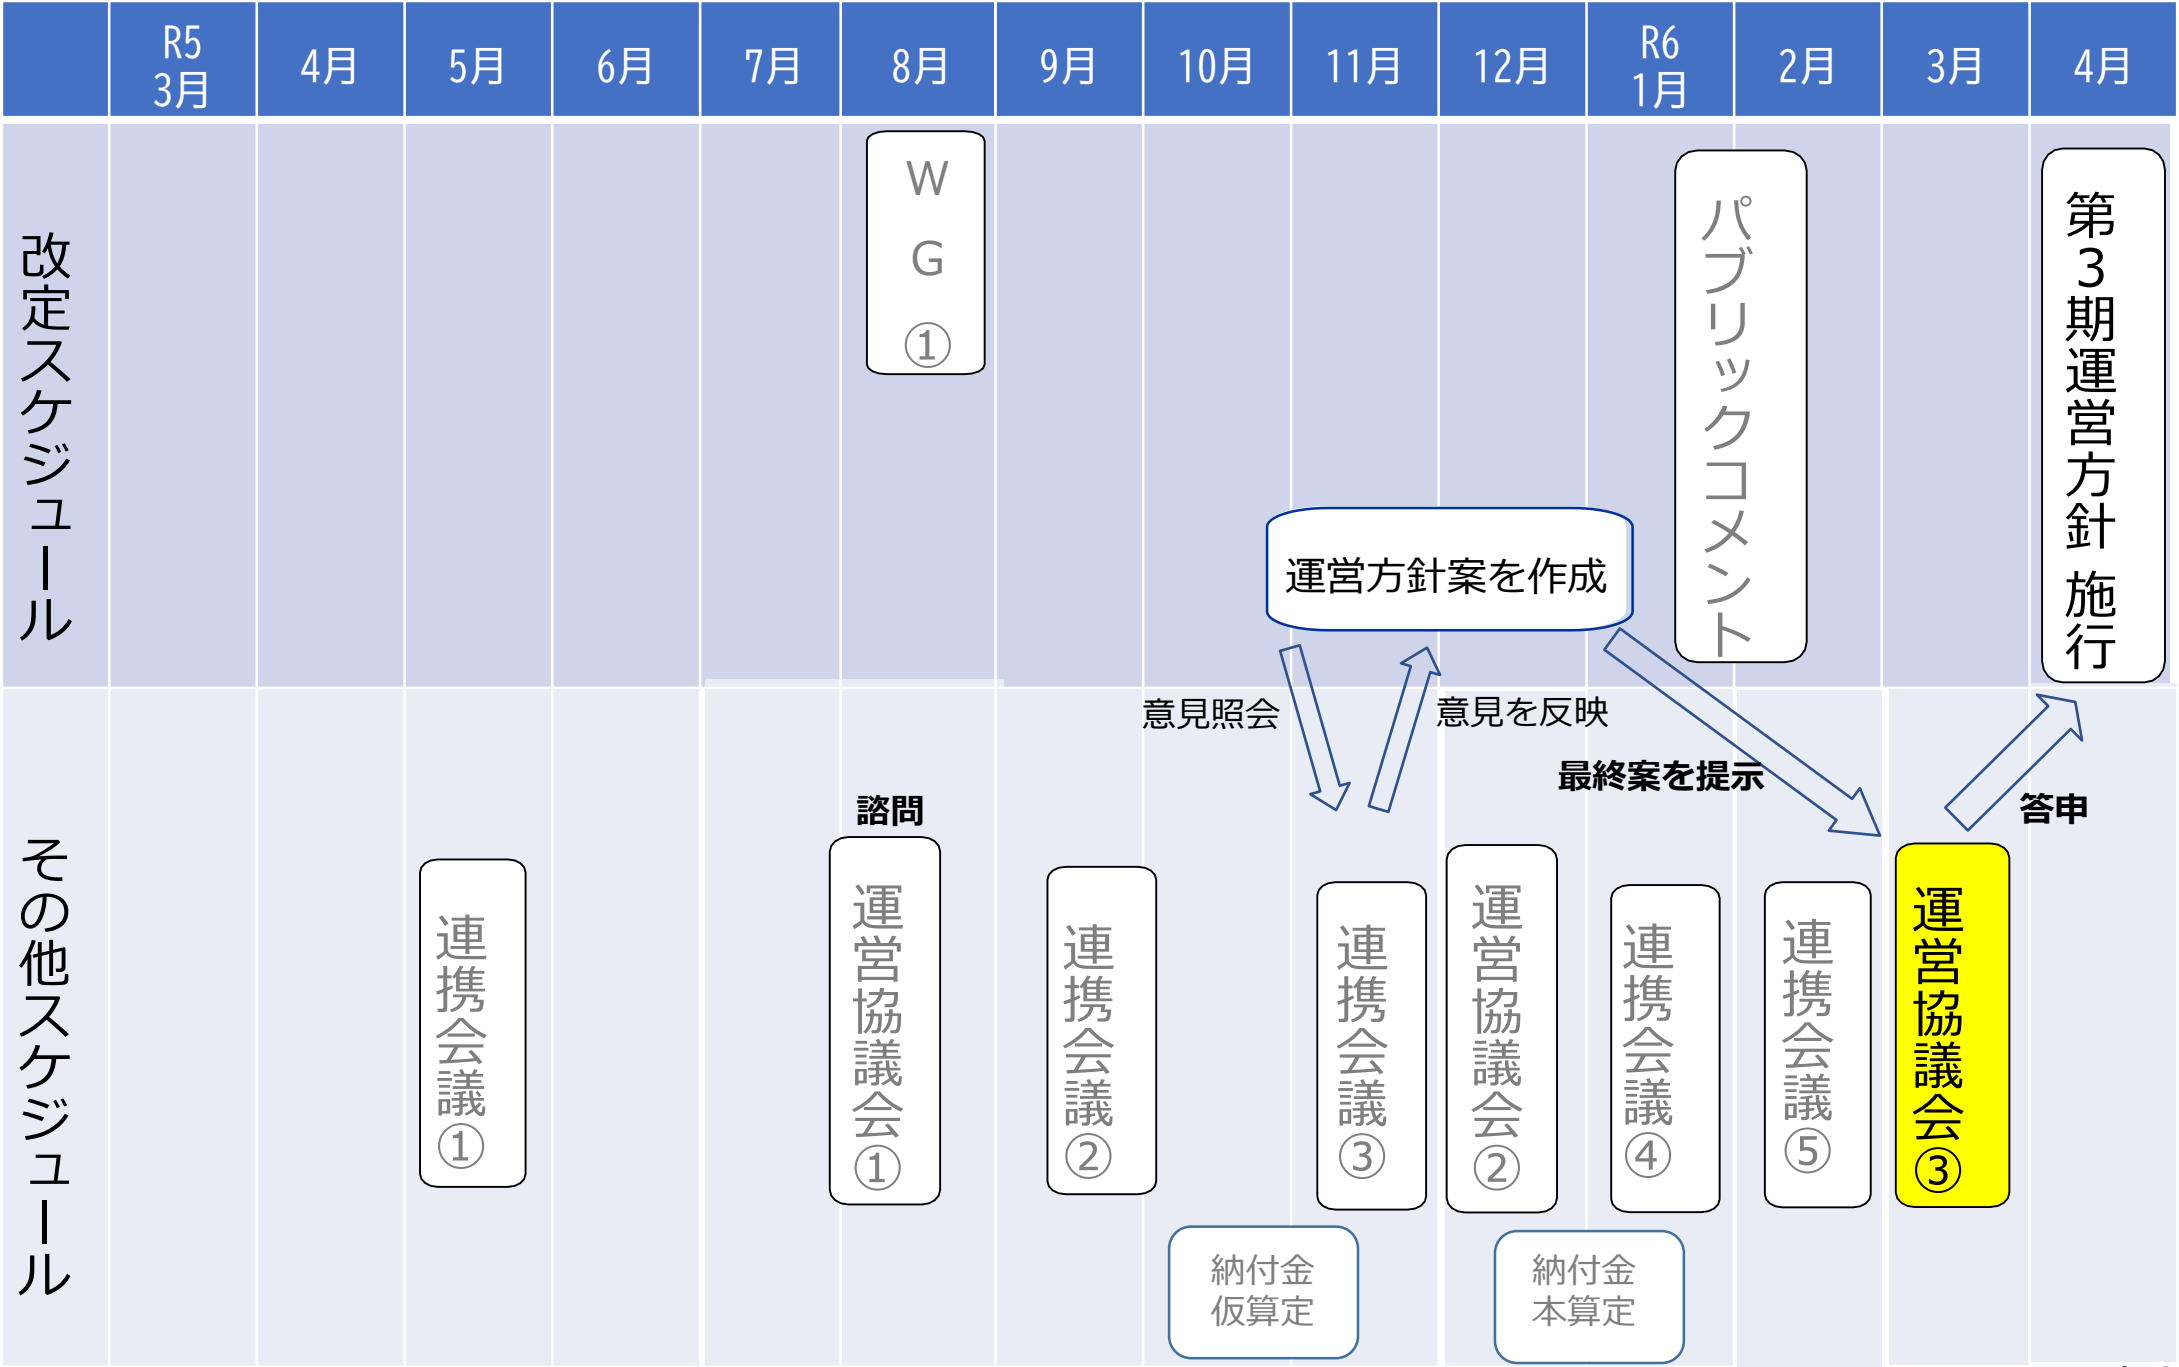 R5
3月
4月
5月
6月
7月
8月
9月
10月
11月
12月
R6
1月
2月
3月
4月
改定スケジュール
WG①
パブリックコメント
第3期運営方針 施行
運営方針案を作成
意見照会
意見を反映
最終案を提示
答申
諮問
その他スケジュール
連携会議①
運営協議会①
連携会議②
連携会議③
運営協議会②
連携会議④
連携会議⑤
運営協議会③
納付金
仮算定
納付金
本算定